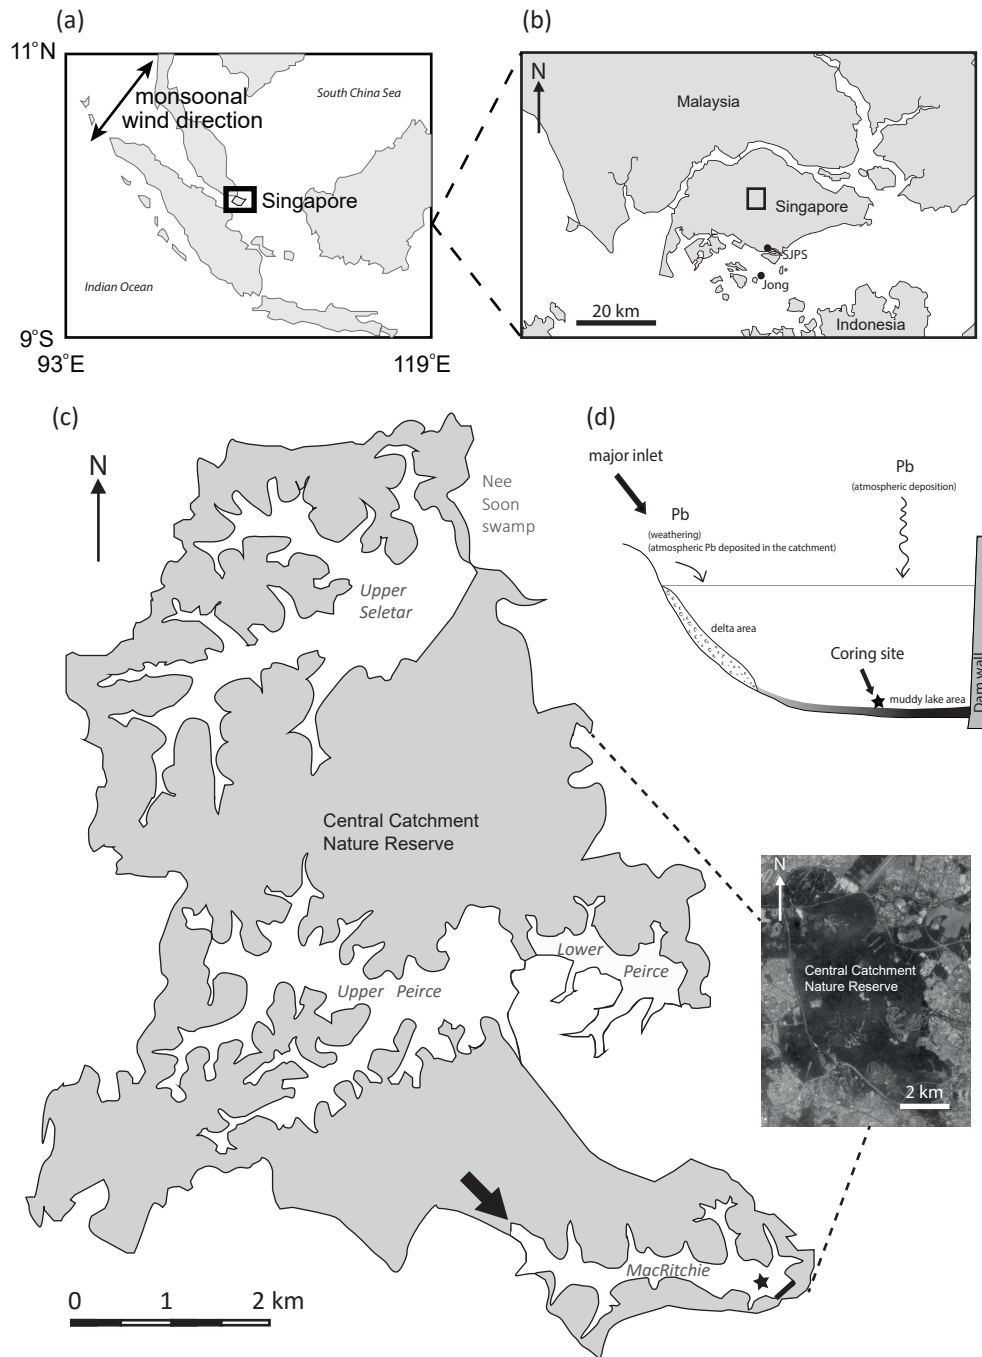 (a)
11°N
South China Sea
monsoonal
wind direction
Singapore
Indian Ocean
9°S
93°E
119°E
(b)
N
Malaysia
Singapore
SJPS
Jong
20 km
Indonesia
(c)
N
Nee
Soon
swamp
Upper
Seletar
Central Catchment
Nature Reserve
Lower
Peirce
Upper Peirce
MacRitchie
0 1 2 km
(d)
major inlet
Pb
(atmospheric deposition)
Pb
(weathering)
(atmospheric Pb deposited in the catchment)
delta area
Coring site
muddy lake area
Dam wall
N
Central Catchment
Nature Reserve
2 km